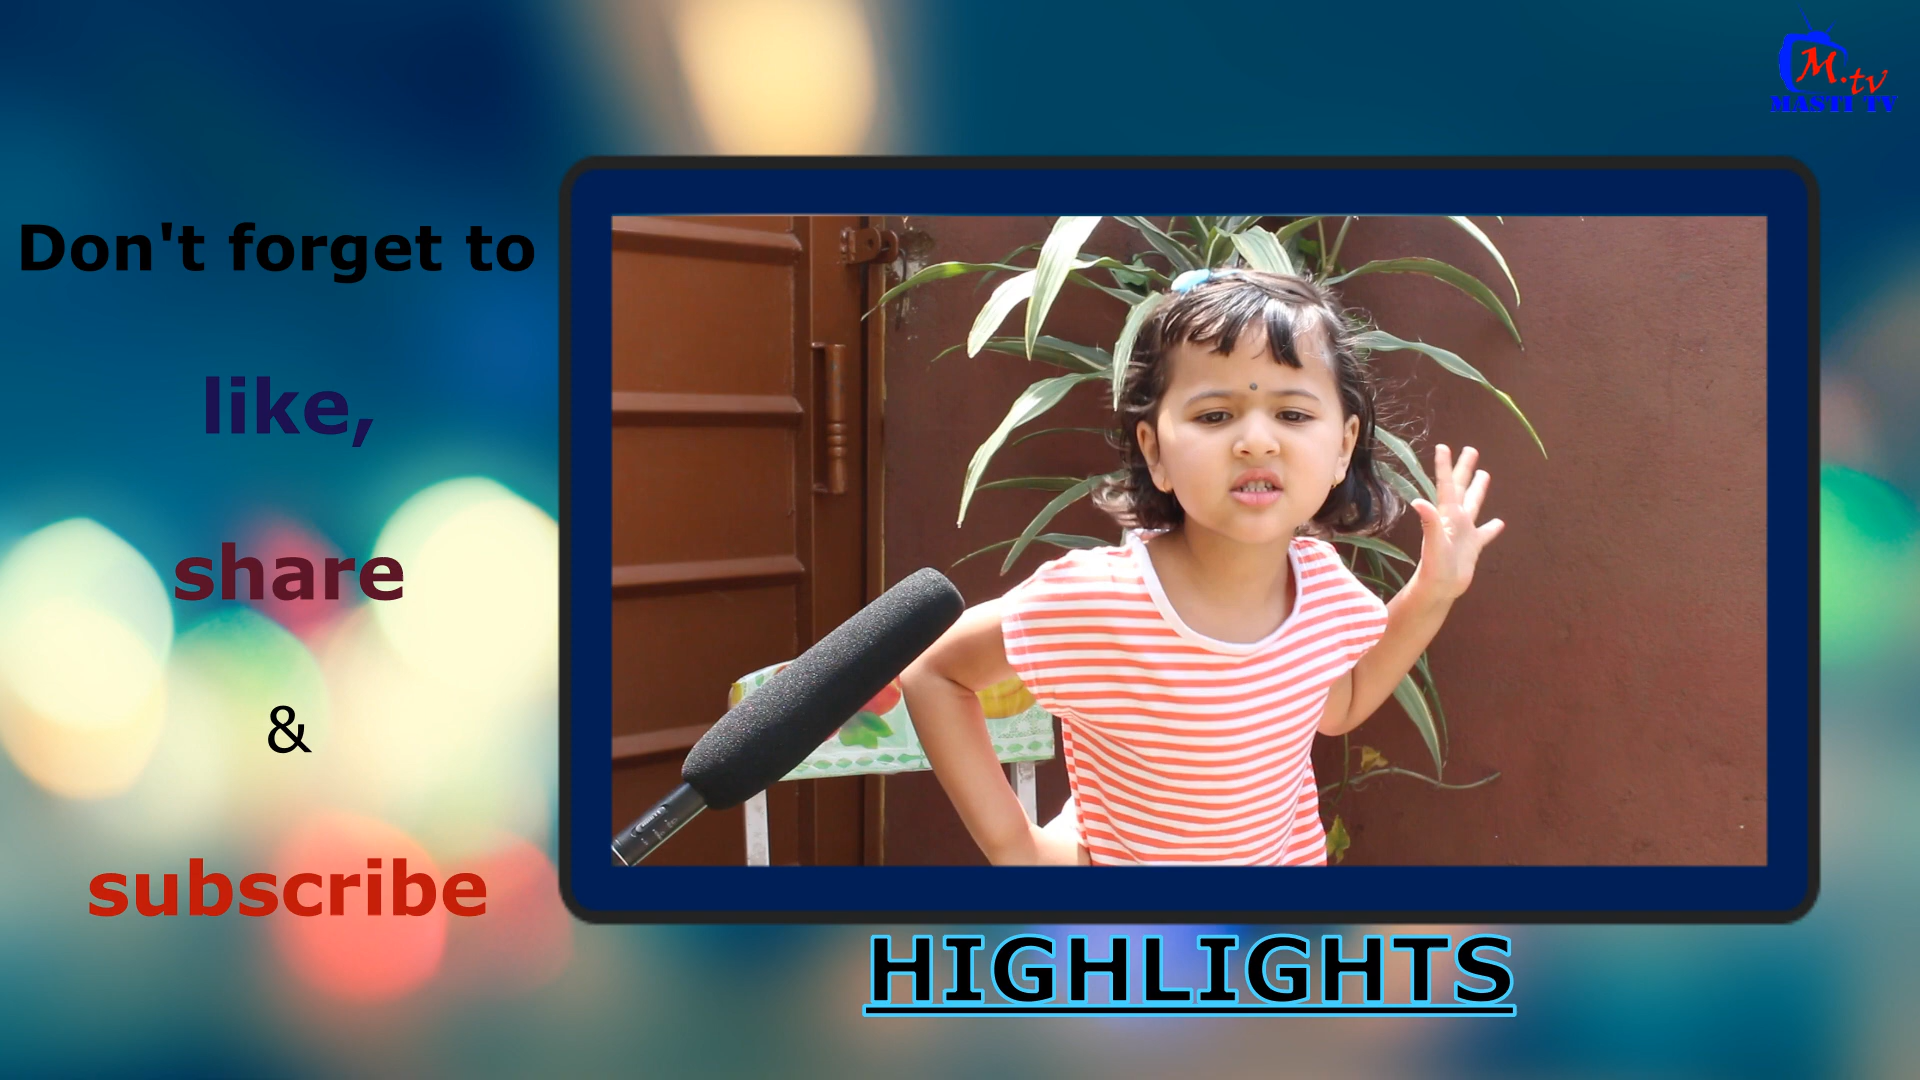 M.tv
MASTI TV
Don't forget to
like,
share
&
subscribe
HIGHLIGHTS